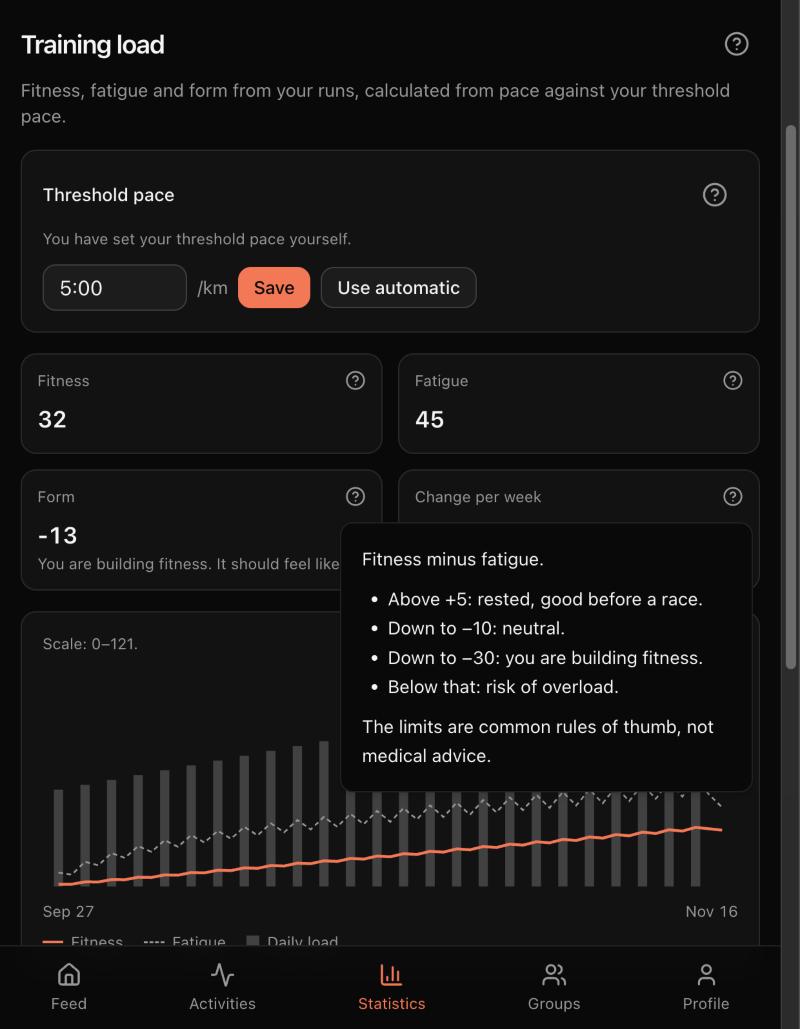 Training load
Fitness, fatigue and form from your runs, calculated from pace against your threshold
pace.
Threshold pace
You have set your threshold pace yourself.
5:00 /km Save Use automatic
Fitness
32
Fatigue
45
Form
-13
You are building fitness. It should feel like
Change per week
Fitness minus fatigue.
• Above +5: rested, good before a race.
• Down to −10: neutral.
• Down to −30: you are building fitness.
• Below that: risk of overload.
The limits are common rules of thumb, not
medical advice.
Scale: 0–121.
Sep 27
Nov 16
Fitness Fatigue Daily load
Feed Activities Statistics Groups Profile